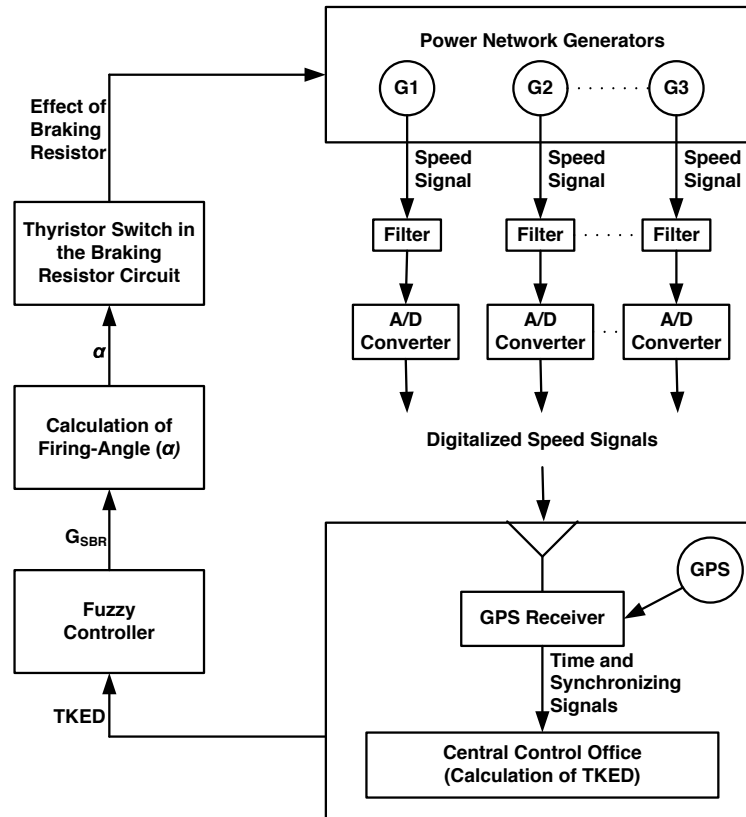 Power Network Generators
G1
G2
G3
Effect of
Braking
Resistor
Speed
Signal
Speed
Signal
Speed
Signal
Thyristor Switch in
the Braking
Resistor Circuit
Filter
Filter
Filter
A/D
Converter
A/D
Converter
A/D
Converter
α
Calculation of
Firing-Angle (α)
Digitalized Speed Signals
GSBR
GPS
Fuzzy
Controller
GPS Receiver
Time and
Synchronizing
Signals
TKED
Central Control Office
(Calculation of TKED)